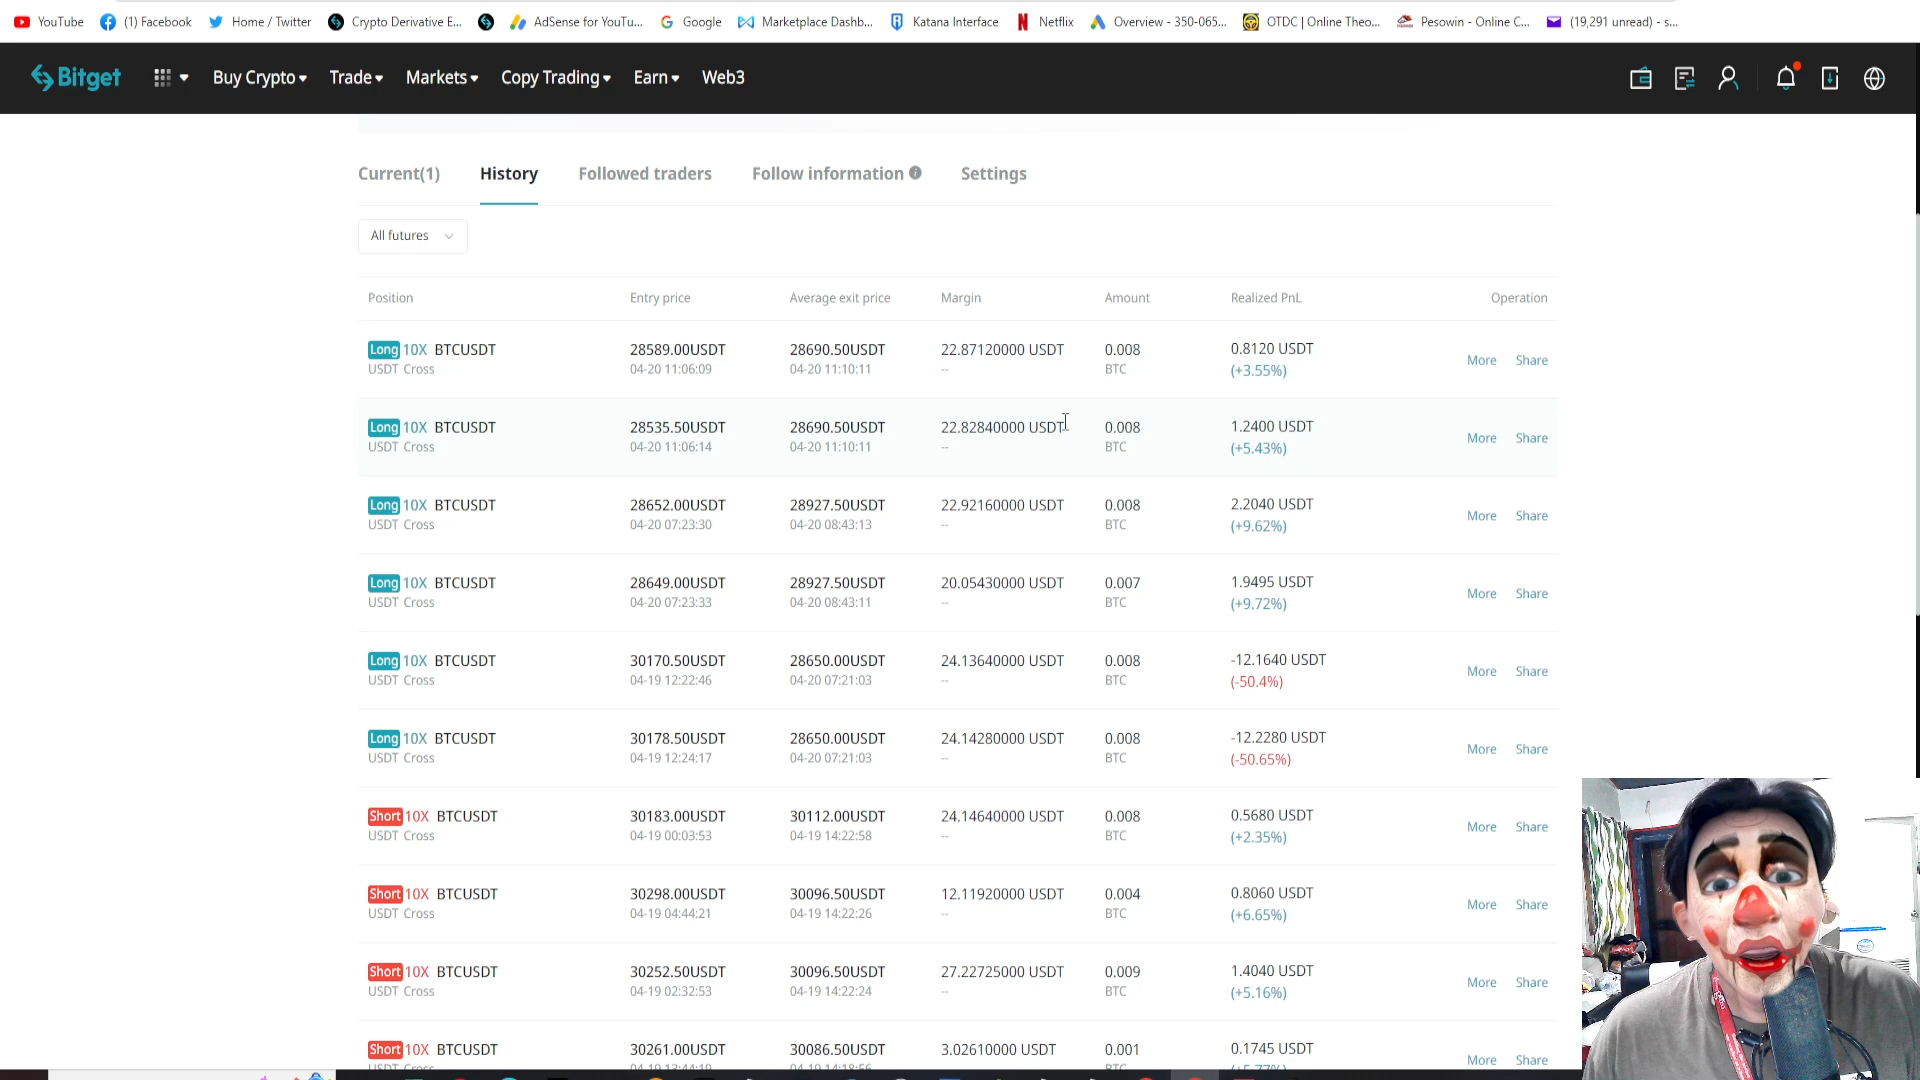 YouTube (1) Facebook Home / Twitter Crypto Derivative E... AdSense for YouTu... Google Marketplace Dashb... Katana Interface Netflix Overview - 350-065... OTDC | Online Theo... Pesowin - Online C... (19,291 unread) - s...
Bitget Buy Crypto Trade Markets Copy Trading Earn Web3
Current(1) History Followed traders Follow information Settings
All futures
Position Entry price Average exit price Margin Amount Realized PnL Operation
Long 10X BTCUSDT 28589.00USDT 28690.50USDT 22.87120000 USDT 0.008 0.8120 USDT More Share
USDT Cross 04-20 11:06:09 04-20 11:10:11 -- BTC (+3.55%)
Long 10X BTCUSDT 28535.50USDT 28690.50USDT 22.82840000 USDT 0.008 1.2400 USDT More Share
USDT Cross 04-20 11:06:14 04-20 11:10:11 -- BTC (+5.43%)
Long 10X BTCUSDT 28652.00USDT 28927.50USDT 22.92160000 USDT 0.008 2.2040 USDT More Share
USDT Cross 04-20 07:23:30 04-20 08:43:13 -- BTC (+9.62%)
Long 10X BTCUSDT 28649.00USDT 28927.50USDT 20.05430000 USDT 0.007 1.9495 USDT More Share
USDT Cross 04-20 07:23:33 04-20 08:43:11 -- BTC (+9.72%)
Long 10X BTCUSDT 30170.50USDT 28650.00USDT 24.13640000 USDT 0.008 -12.1640 USDT More Share
USDT Cross 04-19 12:22:46 04-20 07:21:03 -- BTC (-50.4%)
Long 10X BTCUSDT 30178.50USDT 28650.00USDT 24.14280000 USDT 0.008 -12.2280 USDT More Share
USDT Cross 04-19 12:24:17 04-20 07:21:03 -- BTC (-50.65%)
Short 10X BTCUSDT 30183.00USDT 30112.00USDT 24.14640000 USDT 0.008 0.5680 USDT More Share
USDT Cross 04-19 00:03:53 04-19 14:22:58 -- BTC (+2.35%)
Short 10X BTCUSDT 30298.00USDT 30096.50USDT 12.11920000 USDT 0.004 0.8060 USDT More Share
USDT Cross 04-19 04:44:21 04-19 14:22:26 -- BTC (+6.65%)
Short 10X BTCUSDT 30252.50USDT 30096.50USDT 27.22725000 USDT 0.009 1.4040 USDT More Share
USDT Cross 04-19 02:32:53 04-19 14:22:24 -- BTC (+5.16%)
Short 10X BTCUSDT 30261.00USDT 30086.50USDT 3.02610000 USDT 0.001 0.1745 USDT More Share
USDT Cross 04-19 13:44:19 04-19 14:18:56 BTC (+5.77%)